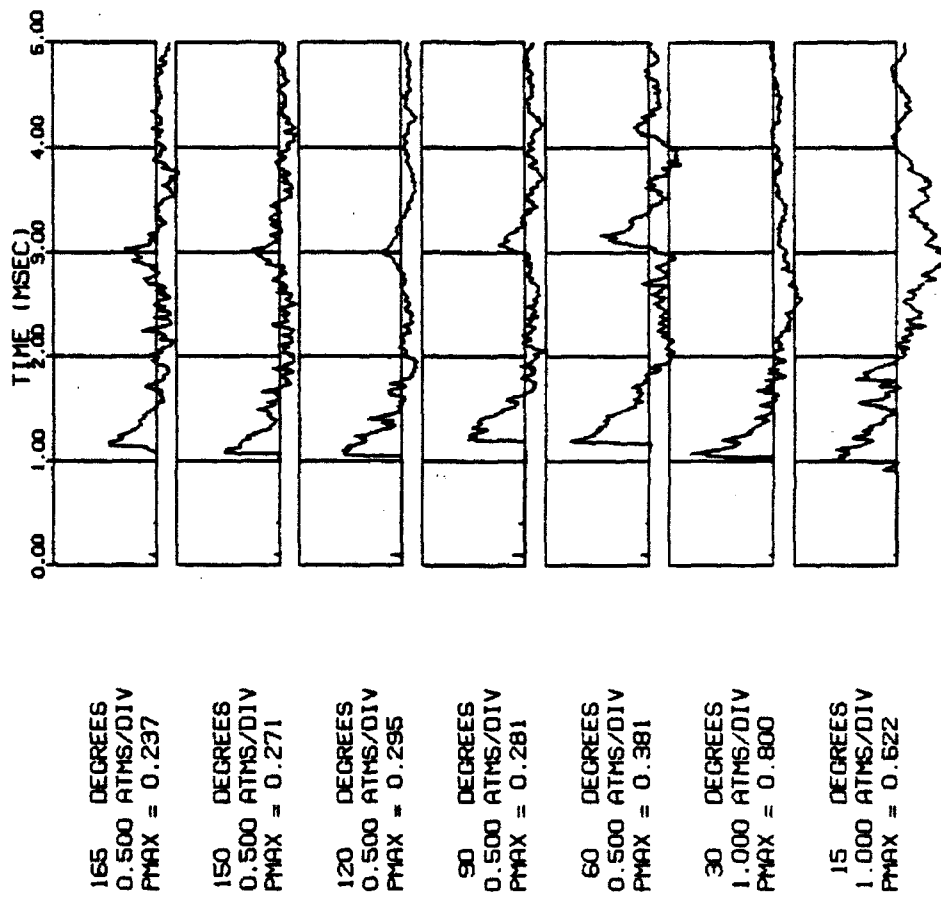 TIME (MSEC)
0.00 1.00 2.00 3.00 4.00 5.00
165 DEGREES
0.500 ATMS/DIV
PMAX = 0.237
150 DEGREES
0.500 ATMS/DIV
PMAX = 0.271
120 DEGREES
0.500 ATMS/DIV
PMAX = 0.295
90 DEGREES
0.500 ATMS/DIV
PMAX = 0.281
60 DEGREES
0.500 ATMS/DIV
PMAX = 0.381
30 DEGREES
1.000 ATMS/DIV
PMAX = 0.800
15 DEGREES
1.000 ATMS/DIV
PMAX = 0.622